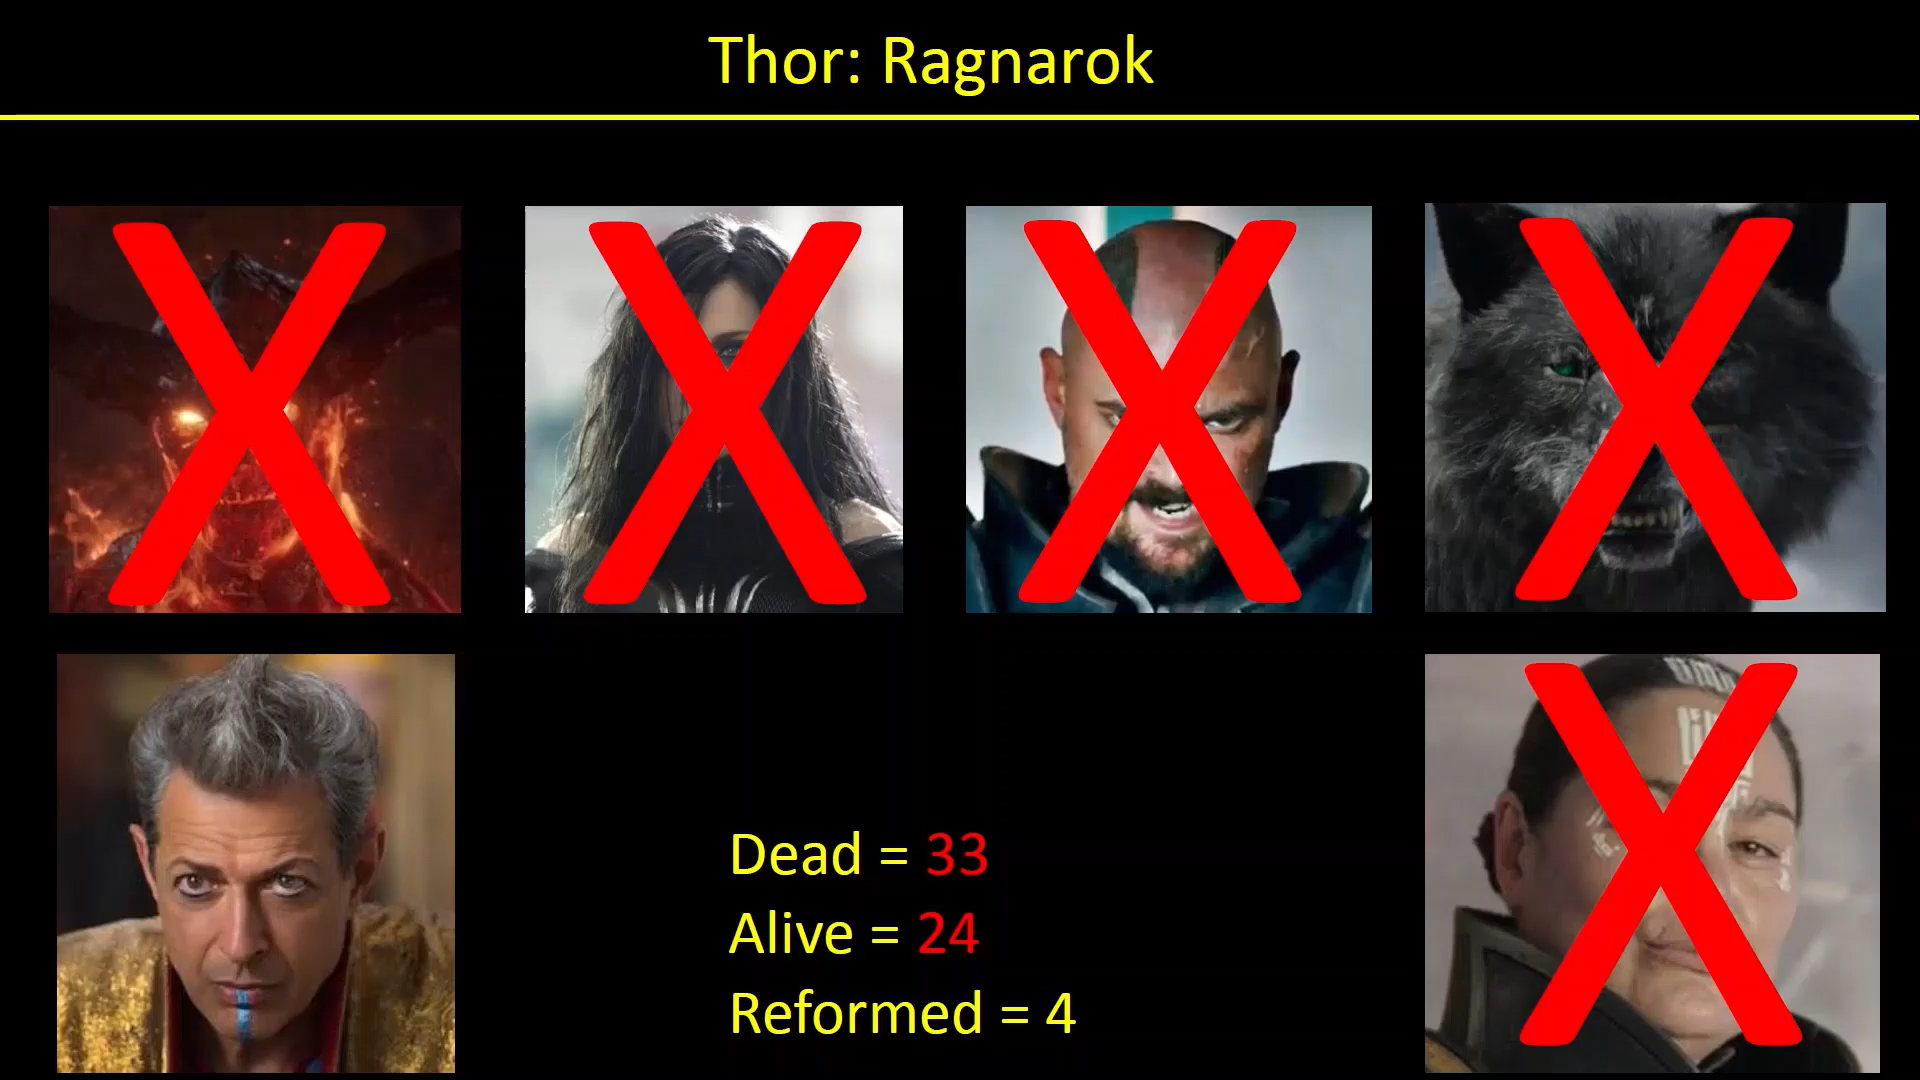 Thor: Ragnarok
Dead = 33
Alive = 24
Reformed = 4